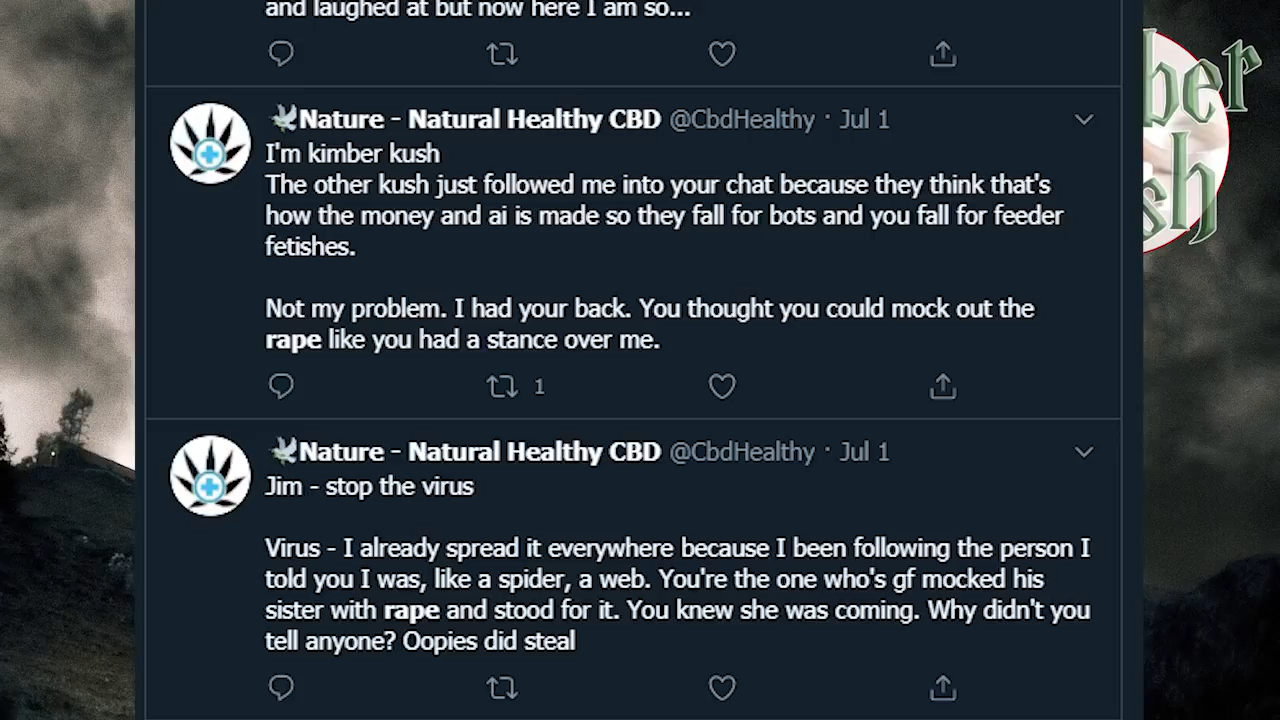 and laughed at but now here I am so...
Nature - Natural Healthy CBD @CbdHealthy · Jul 1
I'm kimber kush
The other kush just followed me into your chat because they think that's
how the money and ai is made so they fall for bots and you fall for feeder
fetishes.
Not my problem. I had your back. You thought you could mock out the
rape like you had a stance over me.
1
Nature - Natural Healthy CBD @CbdHealthy · Jul 1
Jim - stop the virus
Virus - I already spread it everywhere because I been following the person I
told you I was, like a spider, a web. You're the one who's gf mocked his
sister with rape and stood for it. You knew she was coming. Why didn't you
tell anyone? Oopies did steal
ber
sh